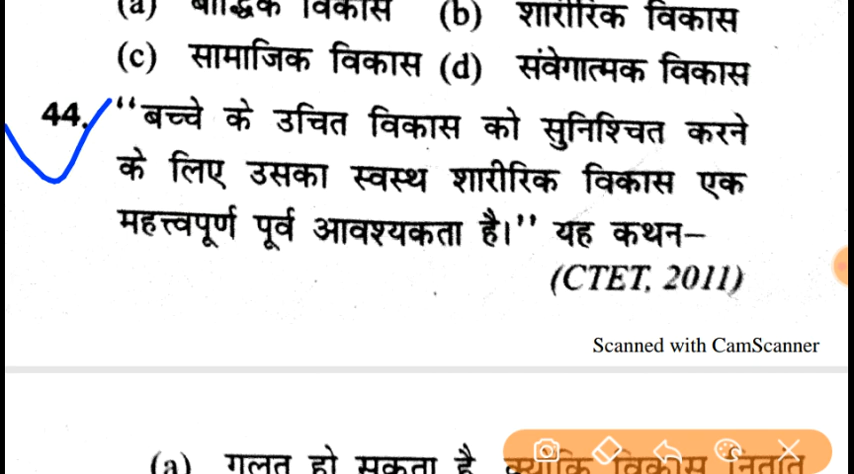 (a) बौद्धिक विकास (b) शारीरिक विकास
(c) सामाजिक विकास (d) संवेगात्मक विकास
44. “बच्चे के उचित विकास को सुनिश्चित करने
के लिए उसका स्वस्थ शारीरिक विकास एक
महत्त्वपूर्ण पूर्व आवश्यकता है।” यह कथन–
(CTET, 2011)
Scanned with CamScanner
(a) गलत हो सकता है क्योंकि विकास